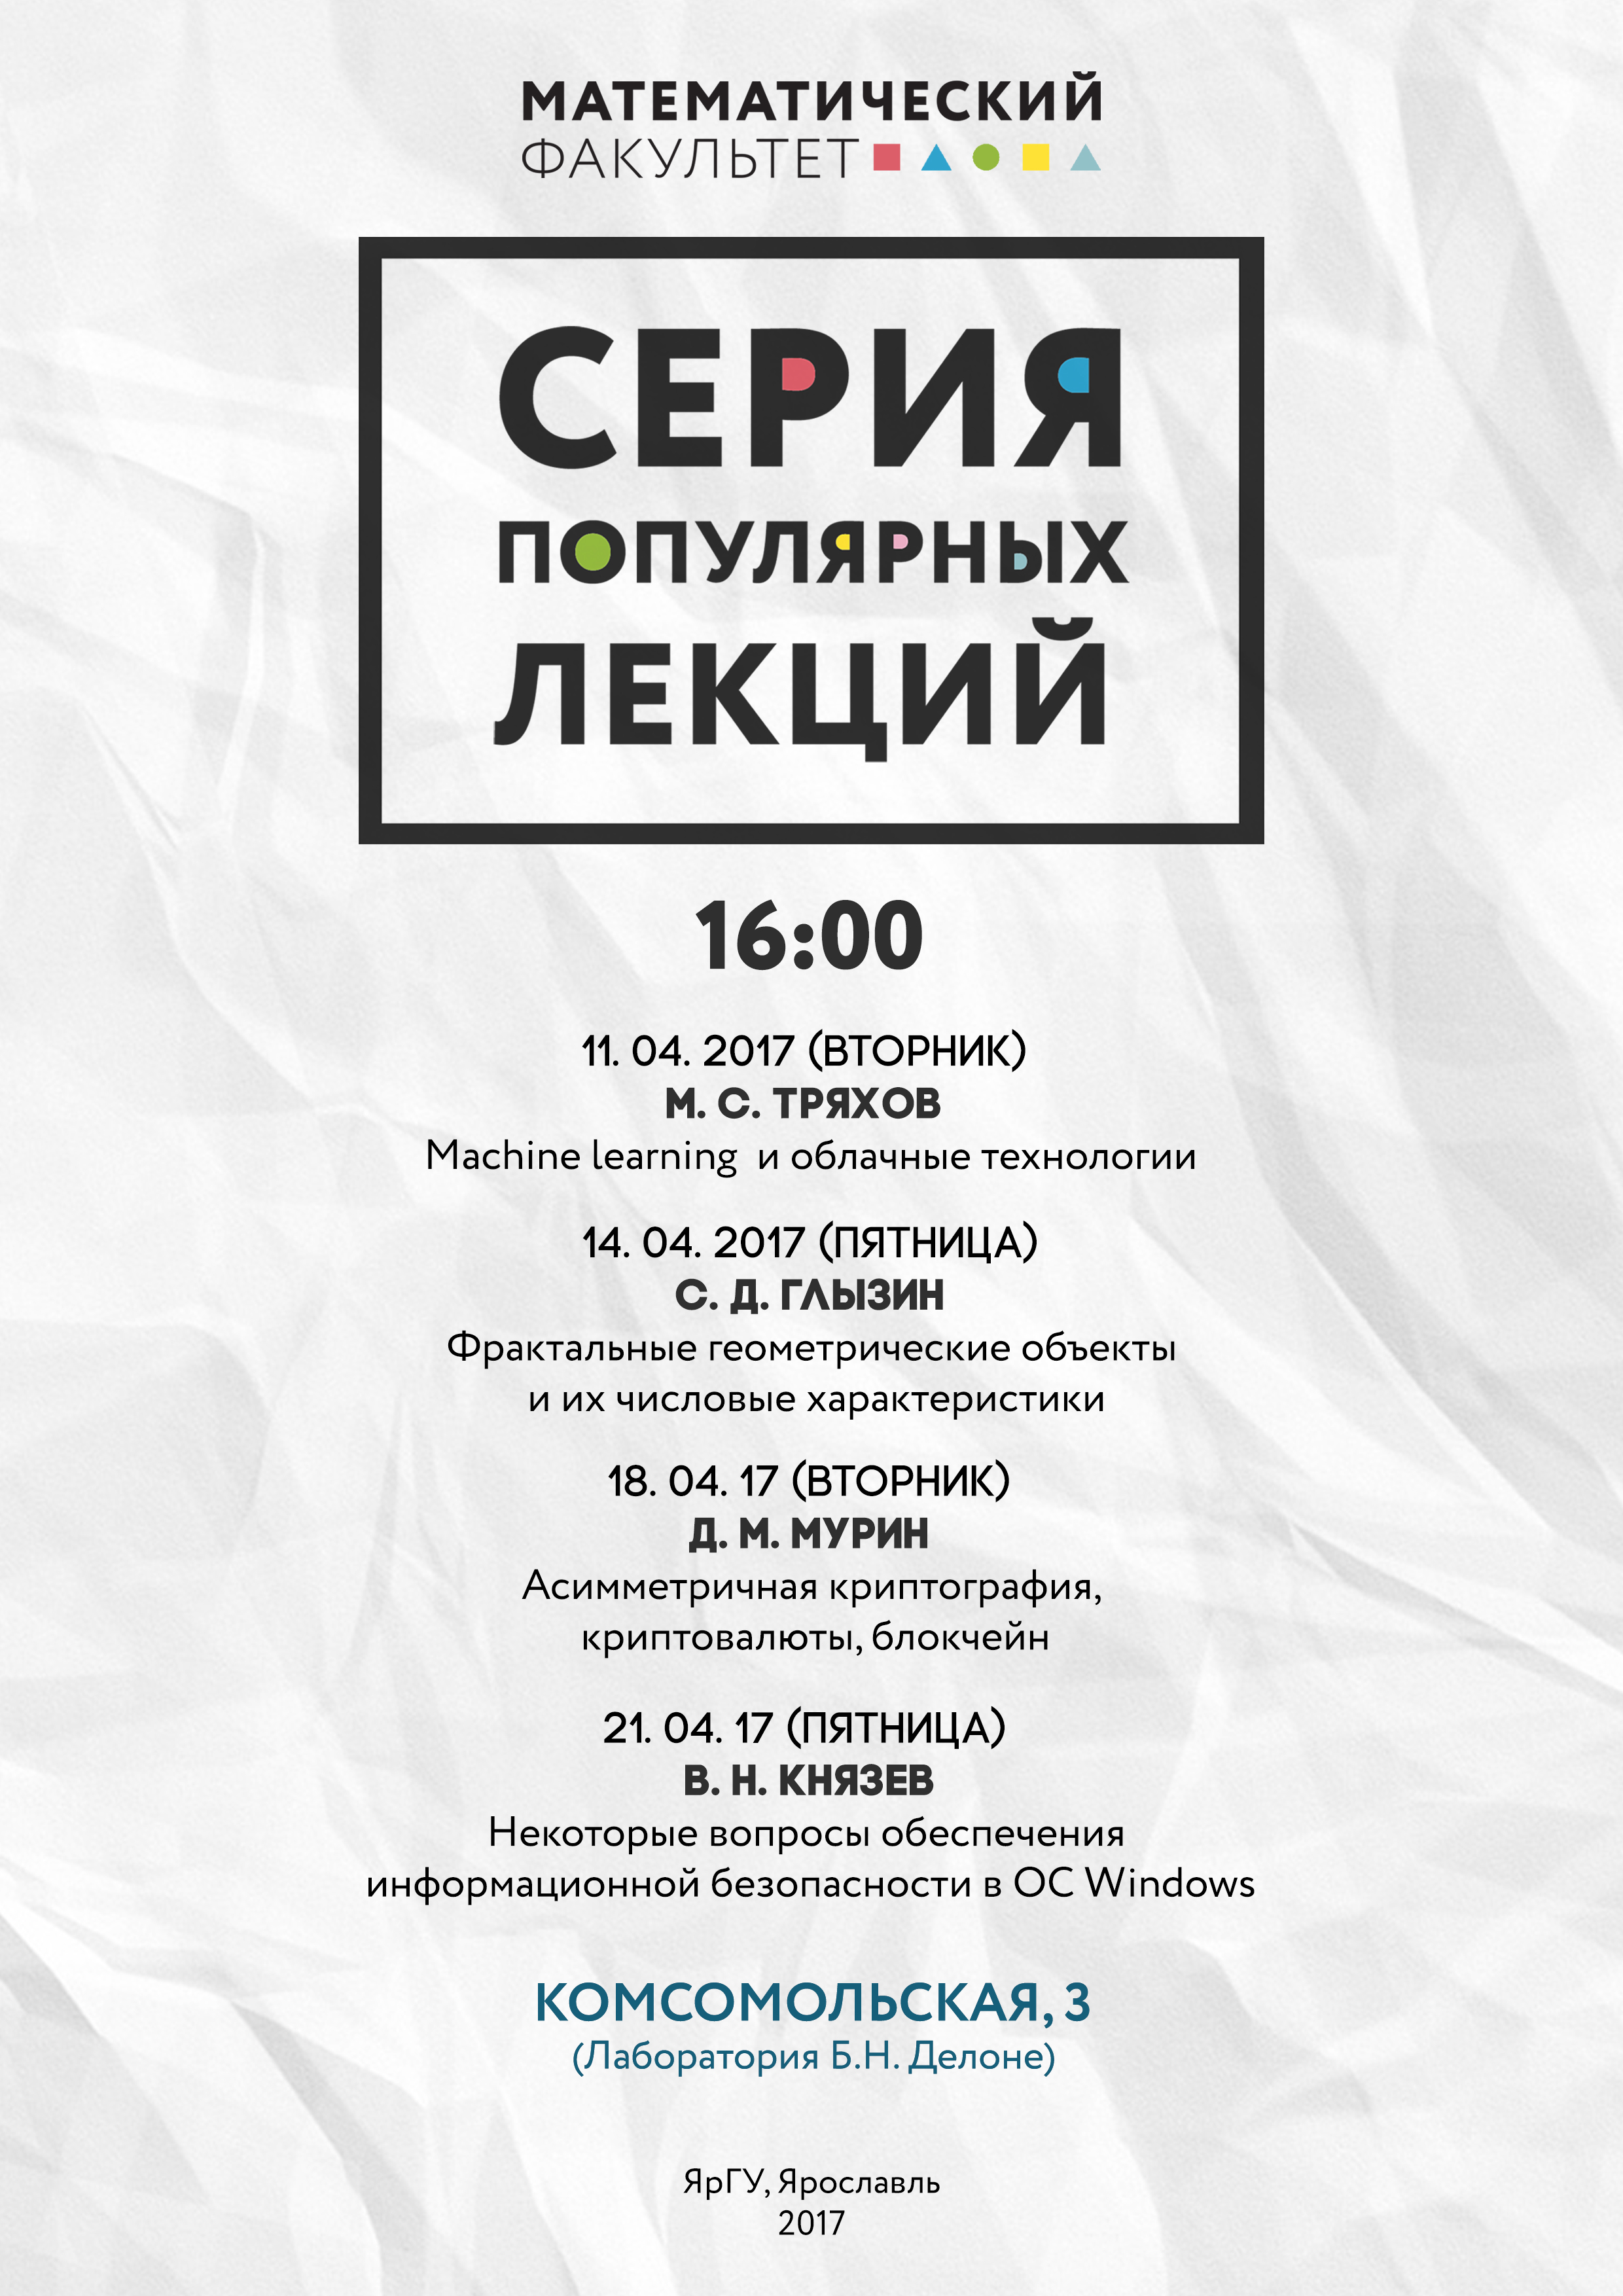 МАТЕМАТИЧЕСКИЙ
ФАКУЛЬТЕТ
СЕРИЯ
ПОПУЛЯРНЫХ
ЛЕКЦИЙ
16:00
11. 04. 2017 (ВТОРНИК)
М. С. ТРЯХОВ
Machine learning и облачные технологии
14. 04. 2017 (ПЯТНИЦА)
С. Д. ГЛЫЗИН
Фрактальные геометрические объекты
и их числовые характеристики
18. 04. 17 (ВТОРНИК)
Д. М. МУРИН
Асимметричная криптография,
криптовалюты, блокчейн
21. 04. 17 (ПЯТНИЦА)
В. Н. КНЯЗЕВ
Некоторые вопросы обеспечения
информационной безопасности в ОС Windows
КОМСОМОЛЬСКАЯ, 3
(Лаборатория Б.Н. Делоне)
ЯрГУ, Ярославль
2017